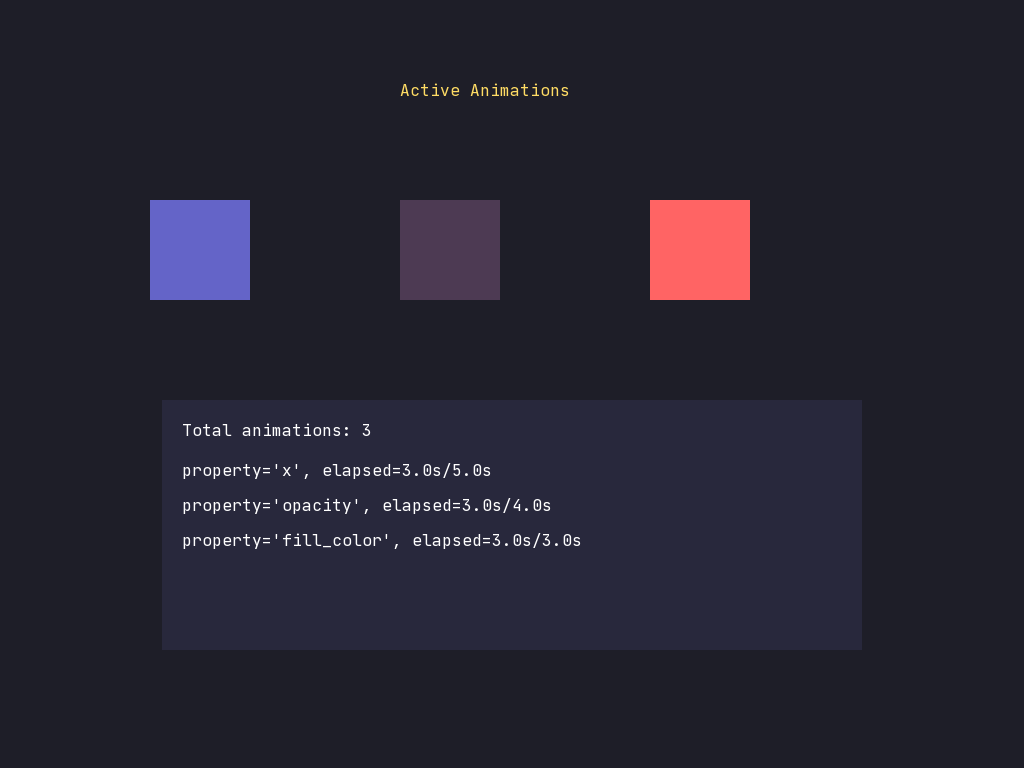 Active Animations
Total animations: 3
property='x', elapsed=3.0s/5.0s
property='opacity', elapsed=3.0s/4.0s
property='fill_color', elapsed=3.0s/3.0s